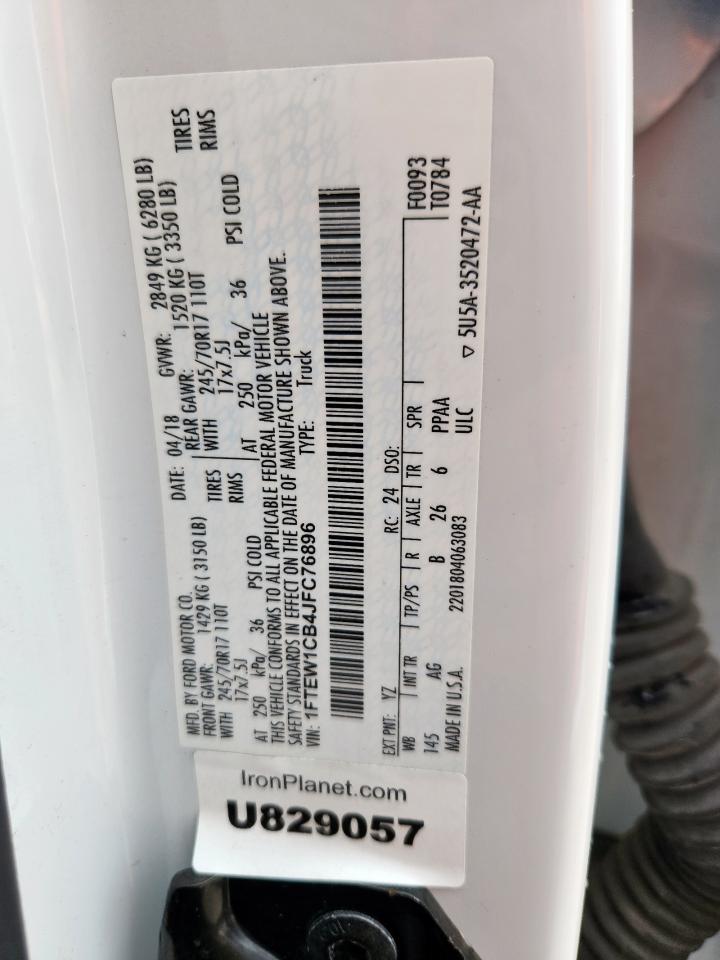 MFD. BY FORD MOTOR CO. DATE: 04/18 GVWR: 2849 KG ( 6280 LB)
FRONT GAWR: 1429 KG ( 3150 LB) REAR GAWR: 1520 KG ( 3350 LB)
WITH 245/70R17 110T TIRES WITH 245/70R17 110T TIRES
17x7.5J RIMS 17x7.5J RIMS
AT 250 kPa/ 36 PSI COLD AT 250 kPa/ 36 PSI COLD
THIS VEHICLE CONFORMS TO ALL APPLICABLE FEDERAL MOTOR VEHICLE
SAFETY STANDARDS IN EFFECT ON THE DATE OF MANUFACTURE SHOWN ABOVE.
VIN: 1FTEW1CB4JFC76896 TYPE: Truck
F0093
EXT PNT: YZ RC: 24 DSO: T0784
WB INT TR TP/PS R AXLE TR SPR
145 AG B 26 6 PPAA
MADE IN U.S.A. 2201804063083 ULC ▽ 5U5A-3520472-AA
IronPlanet.com
U829057